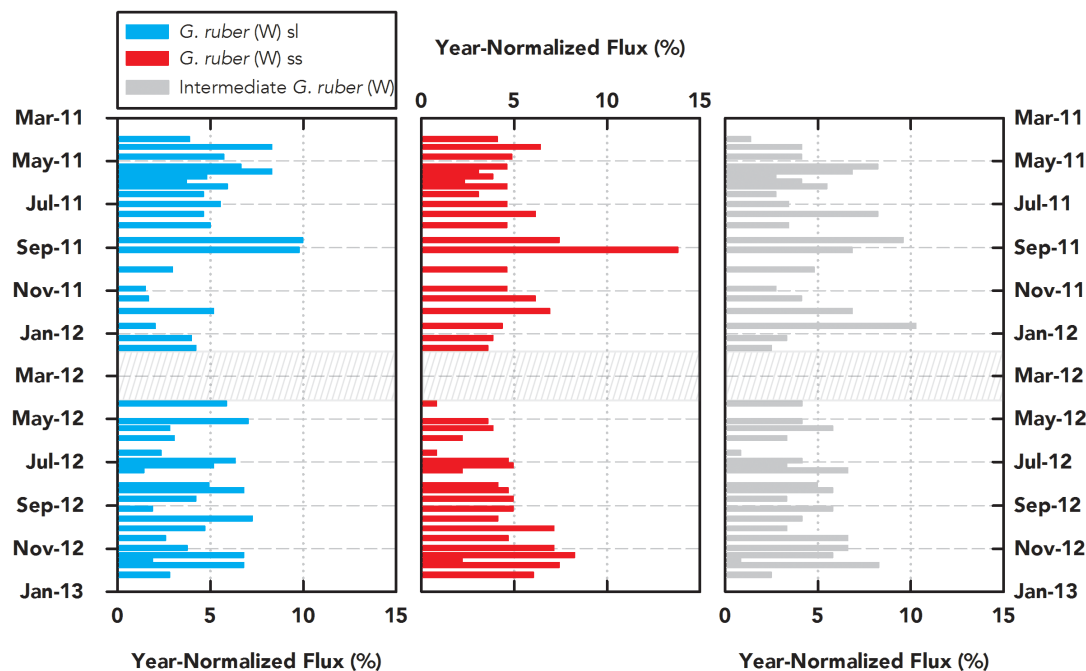 G. ruber (W) sl
G. ruber (W) ss
Intermediate G. ruber (W)
Year-Normalized Flux (%)
0 5 10 15
Mar-11
May-11
Jul-11
Sep-11
Nov-11
Jan-12
Mar-12
May-12
Jul-12
Sep-12
Nov-12
Jan-13
Mar-11
May-11
Jul-11
Sep-11
Nov-11
Jan-12
Mar-12
May-12
Jul-12
Sep-12
Nov-12
Jan-13
0 5 10 15
0 5 10 15
Year-Normalized Flux (%)
Year-Normalized Flux (%)